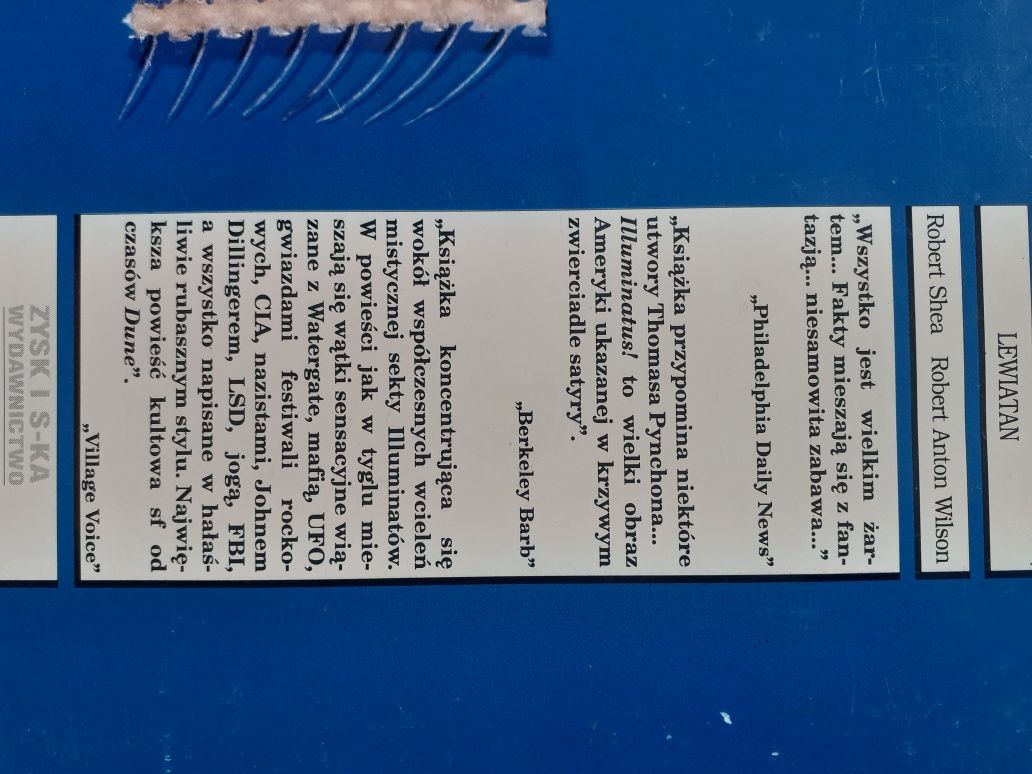 LEWIATAN
Robert Shea Robert Anton Wilson
„Wszystko jest wielkim żar-
tem... Fakty mieszają się z fan-
tazją... niesamowita zabawa...”
„Philadelphia Daily News”
„Książka przypomina niektóre
utwory Thomasa Pynchona...
Illuminatus! to wielki obraz
Ameryki ukazanej w krzywym
zwierciadle satyry”.
„Berkeley Barb”
„Książka koncentrująca się
wokół współczesnych wcieleń
mistycznej sekty Illuminatów.
W powieści jak w tyglu mie-
szają się wątki sensacyjne wią-
zane z Watergate, mafią, UFO,
gwiazdami festiwali rocko-
wych, CIA, nazistami, Johnem
Dillingerem, LSD, jogą, FBI,
a wszystko napisane w hałaś-
liwie rubasznym stylu. Najwię-
ksza powieść kultowa sf od
czasów Dune”.
„Village Voice”
ZYSK I S-KA
WYDAWNICTWO